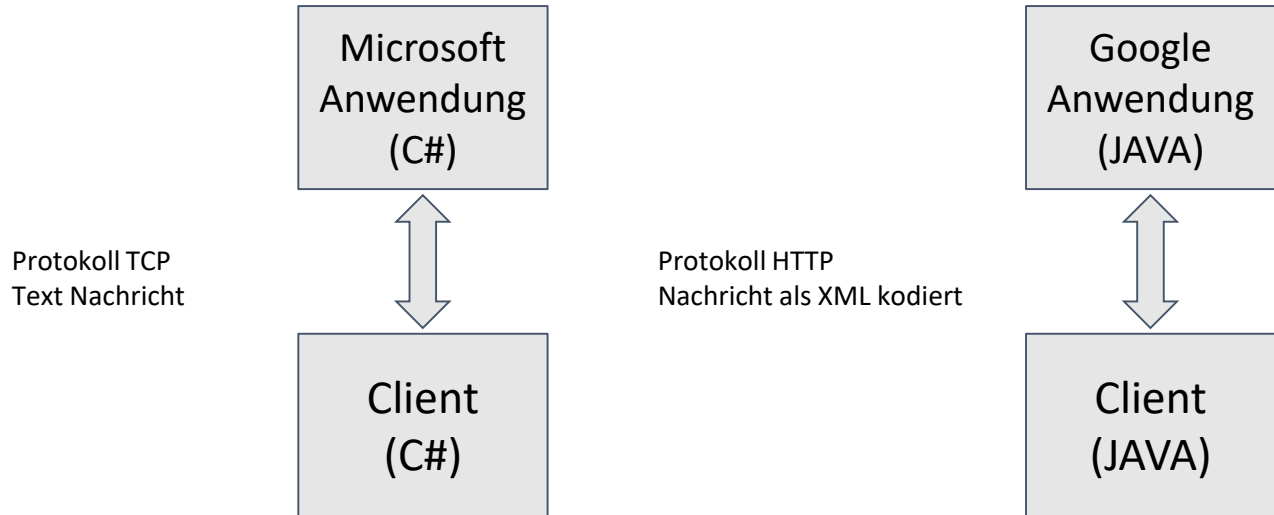 Microsoft
Anwendung
(C#)
Google
Anwendung
(JAVA)
Protokoll TCP
Text Nachricht
Protokoll HTTP
Nachricht als XML kodiert
Client
(C#)
Client
(JAVA)